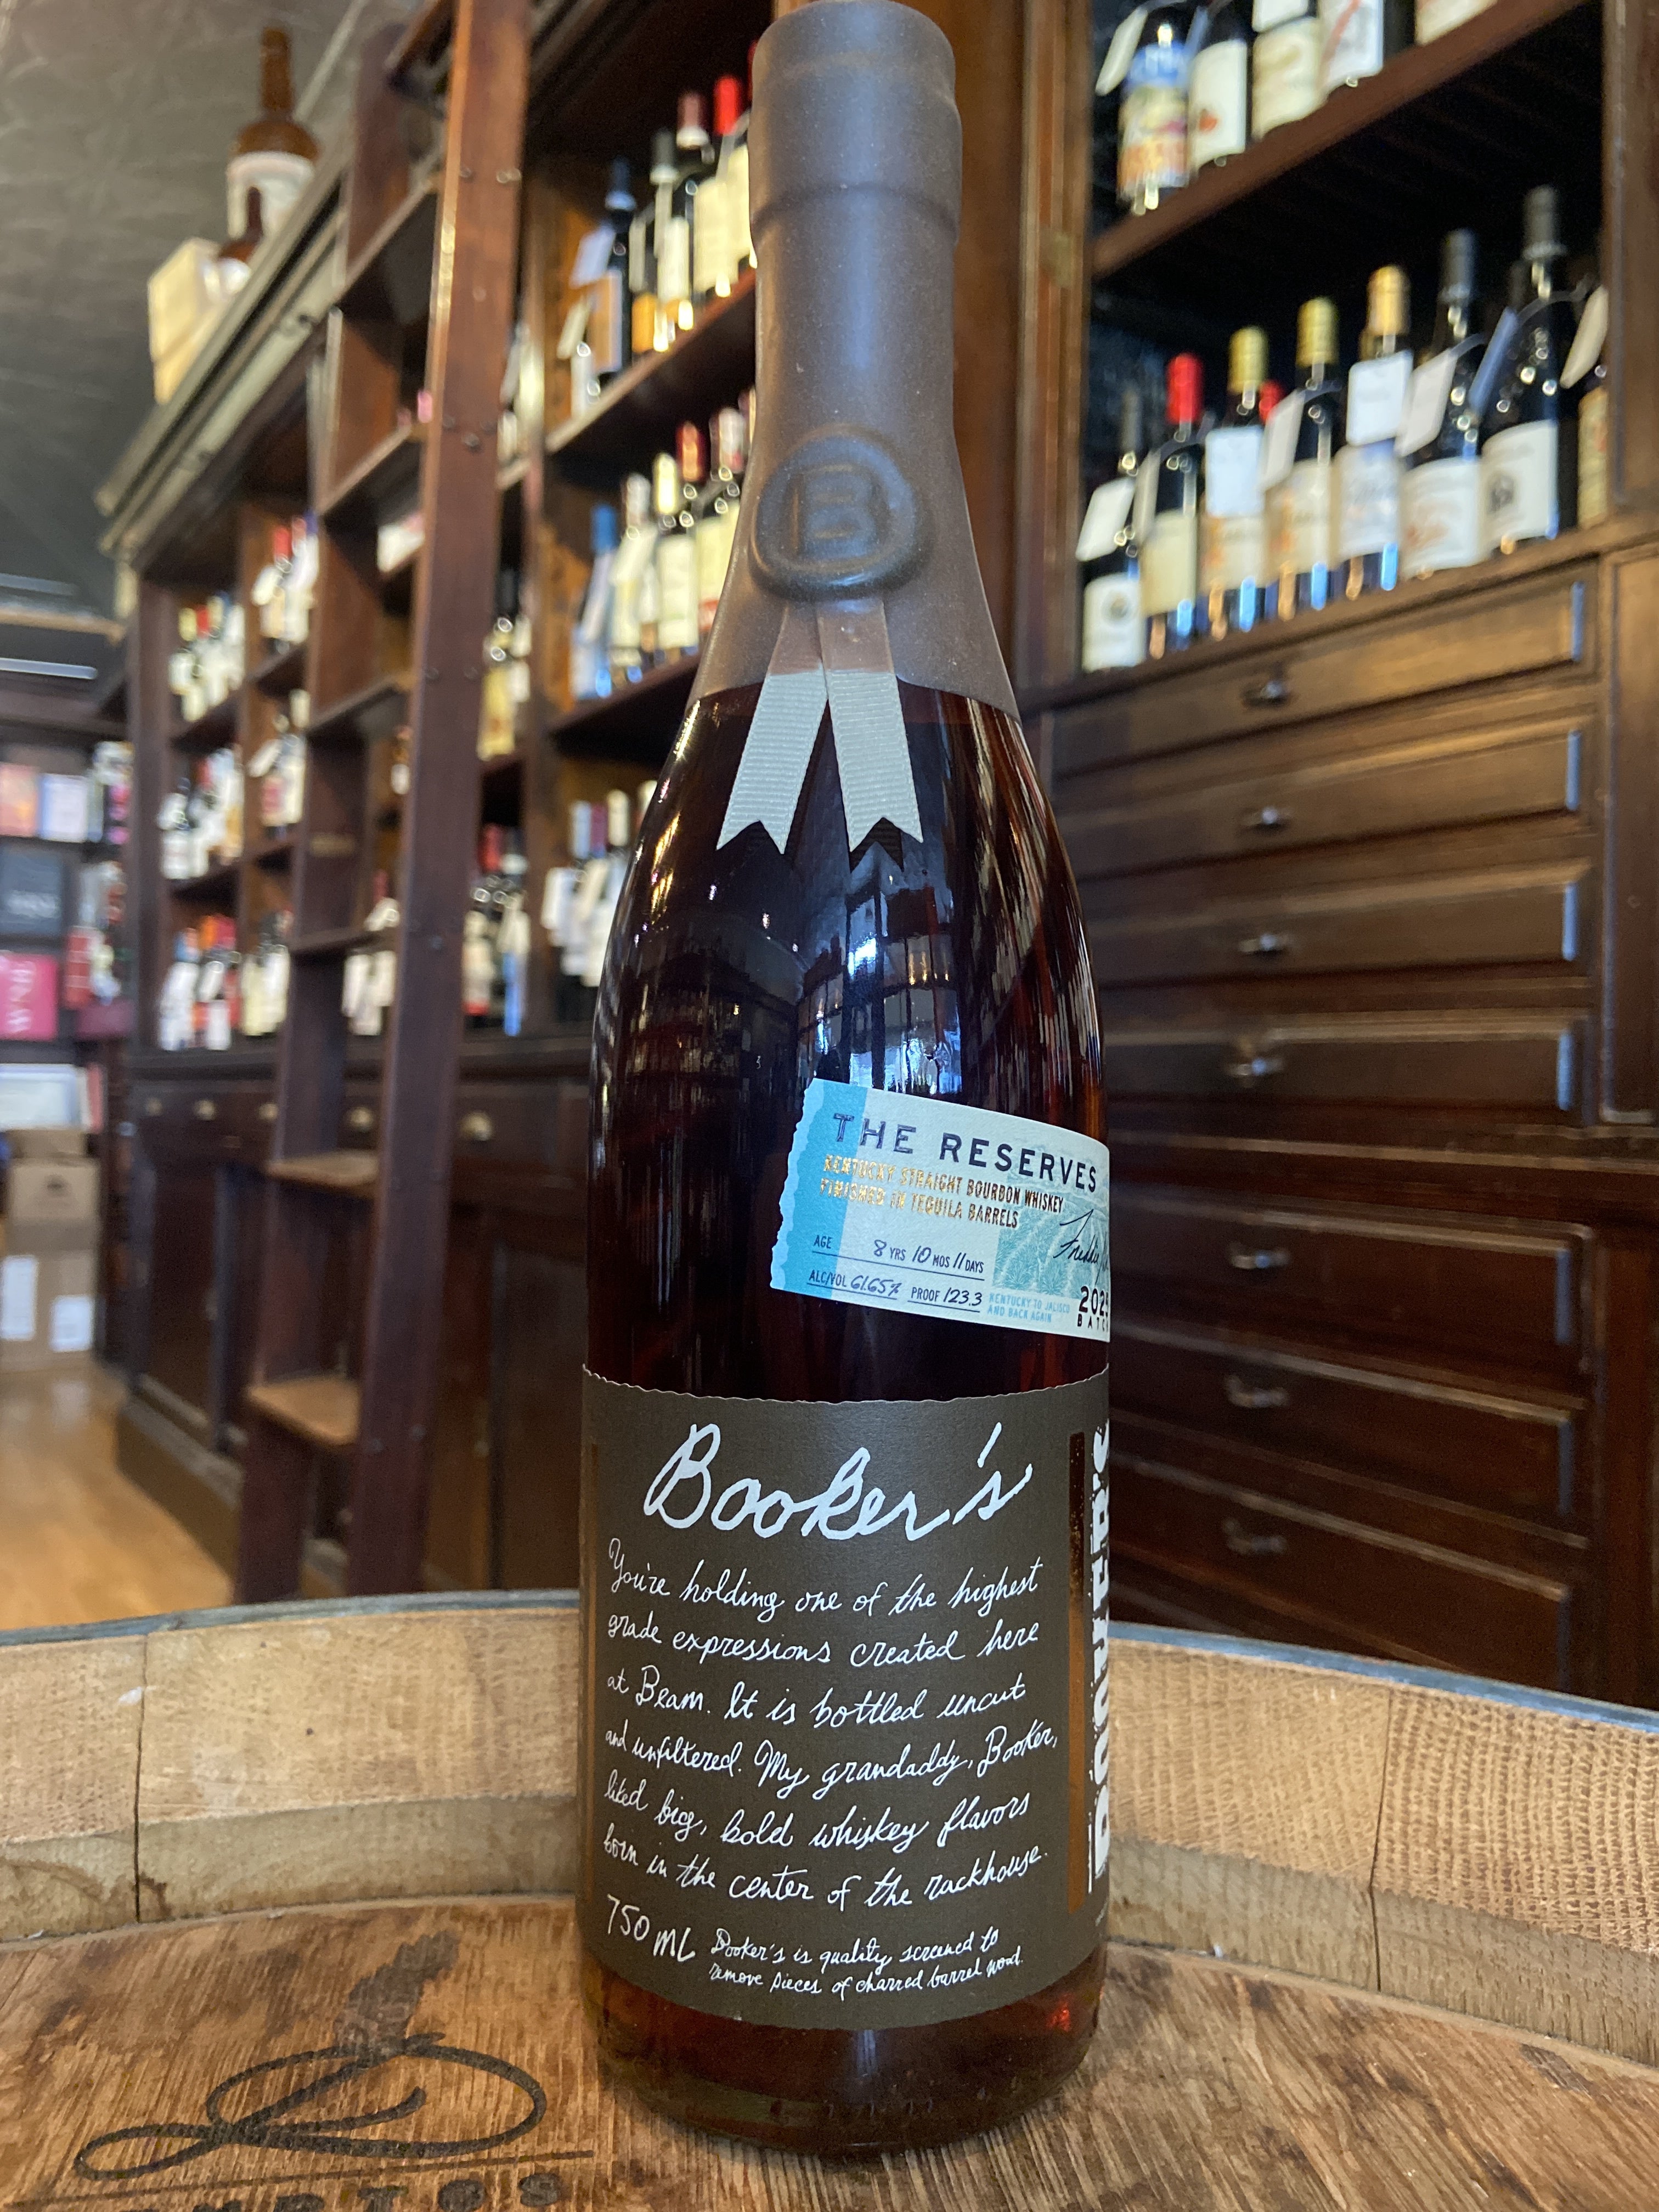 B
THE RESERVES
KENTUCKY STRAIGHT BOURBON WHISKEY
FINISHED IN TEQUILA BARRELS
AGE 8 YRS 10 MOS 11 DAYS
ALC/VOL 61.65% PROOF 123.3
KENTUCKY TO JALISCO
AND BACK AGAIN
Booker's
You're holding one of the highest
grade expressions created here
at Beam. It is bottled uncut
and unfiltered. My grandaddy, Booker,
liked big, bold whiskey flavors
born in the center of the rackhouse.
750 mL
Booker's is quality screened to
remove pieces of charred barrel wood.
BOOKER'S